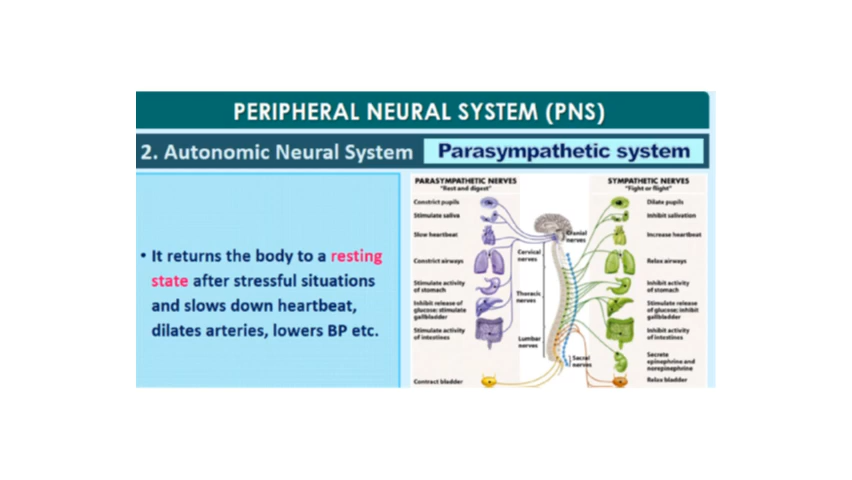 PERIPHERAL NEURAL SYSTEM (PNS)
2. Autonomic Neural System
Parasympathetic system
• It returns the body to a resting
state after stressful situations
and slows down heartbeat,
dilates arteries, lowers BP etc.
PARASYMPATHETIC NERVES
"Rest and digest"
Constrict pupils
Stimulate saliva
Slow heartbeat
Constrict airways
Stimulate activity
of stomach
Inhibit release of
glucose; stimulate
gallbladder
Stimulate activity
of intestines
Contract bladder
Cranial
nerves
Cervical
nerves
Thoracic
nerves
Lumbar
nerves
Sacral
nerves
SYMPATHETIC NERVES
"Fight or flight"
Dilate pupils
Inhibit salivation
Increase heartbeat
Relax airways
Inhibit activity
of stomach
Stimulate release
of glucose; inhibit
gallbladder
Inhibit activity
of intestines
Secrete
epinephrine and
norepinephrine
Relax bladder